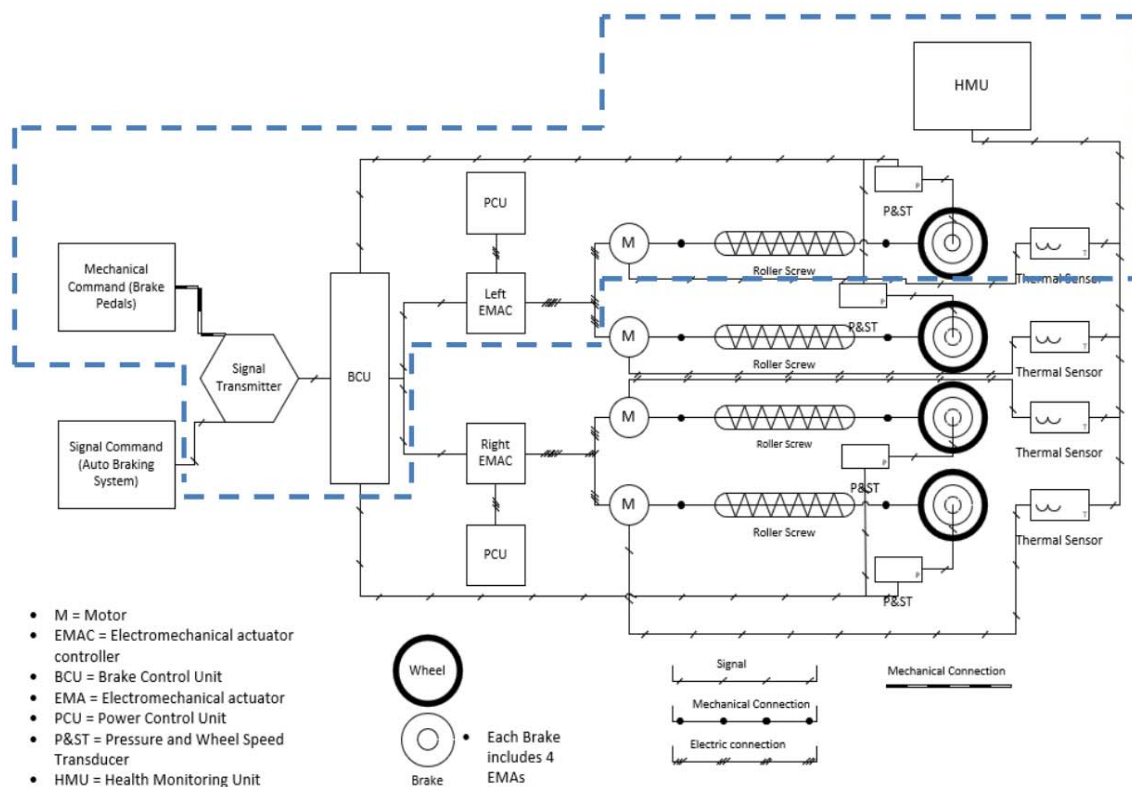 HMU
PCU
P
P&ST
M
Roller Screw
T
Thermal Sensor
Mechanical
Command (Brake
Pedals)
Left
EMAC
P
P&ST
M
Roller Screw
T
Thermal Sensor
Signal
Transmitter
BCU
Signal Command
(Auto Braking
System)
Right
EMAC
M
Roller Screw
T
Thermal Sensor
P
P&ST
M
Roller Screw
T
Thermal Sensor
PCU
P
P&ST
• M = Motor
• EMAC = Electromechanical actuator
controller
• BCU = Brake Control Unit
• EMA = Electromechanical actuator
• PCU = Power Control Unit
• P&ST = Pressure and Wheel Speed
Transducer
• HMU = Health Monitoring Unit
Wheel
Brake
• Each Brake
includes 4
EMAs
Signal
Mechanical Connection
Electric connection
Mechanical Connection